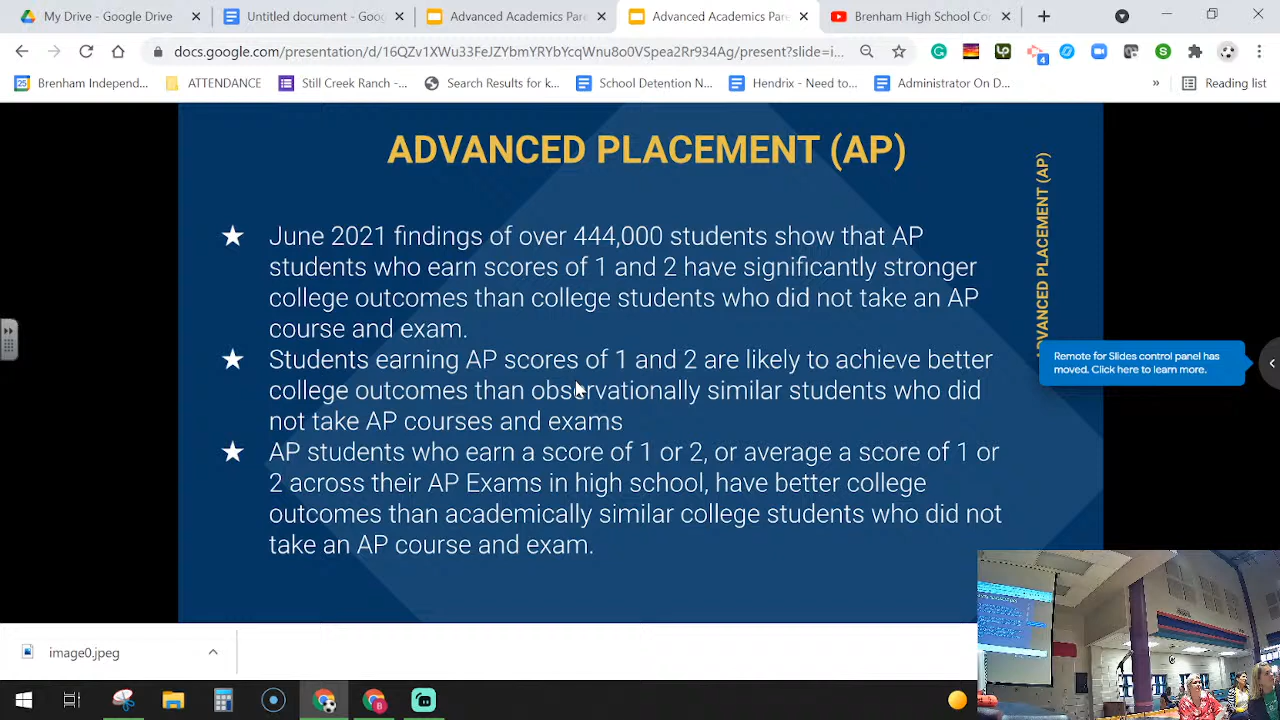 My Drive - Google Drive
Untitled document - Goog
Advanced Academics Pare
Advanced Academics Pare
Brenham High School Co
docs.google.com/presentation/d/16QZv1XWu33FeJZYbmYRYbYcqWnu8o0VSpea2Rr934Ag/present?slide=i...
4
Brenham Independ...
ATTENDANCE
Still Creek Ranch -...
Search Results for k...
School Detention N...
Hendrix - Need to...
Administrator On D...
»
Reading list
ADVANCED PLACEMENT (AP)
ADVANCED PLACEMENT (AP)
★ June 2021 findings of over 444,000 students show that AP
students who earn scores of 1 and 2 have significantly stronger
college outcomes than college students who did not take an AP
course and exam.
★ Students earning AP scores of 1 and 2 are likely to achieve better
college outcomes than observationally similar students who did
not take AP courses and exams
★ AP students who earn a score of 1 or 2, or average a score of 1 or
2 across their AP Exams in high school, have better college
outcomes than academically similar college students who did not
take an AP course and exam.
Remote for Slides control panel has
moved. Click here to learn more.
image0.jpeg